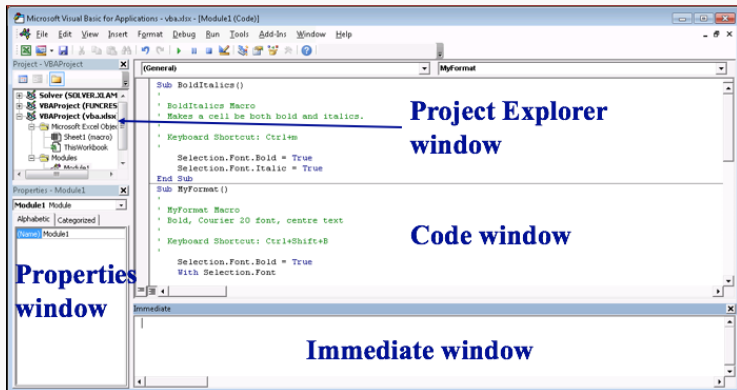 Microsoft Visual Basic for Applications - vba.xlsx - [Module1 (Code)]
File Edit View Insert Format Debug Run Tools Add-Ins Window Help
Project - VBAProject
Solver (SOLVER.XLAM
VBAProject (FUNCRES
VBAProject (vba.xlsx
Microsoft Excel Objec
Sheet1 (macro)
ThisWorkbook
Modules
Module1
Properties - Module1
Module1 Module
Alphabetic Categorized
(Name) Module1
Properties
window
(General) MyFormat
Sub BoldItalics()
'
' BoldItalics Macro
' Makes a cell be both bold and italics.
'
' Keyboard Shortcut: Ctrl+m
'
Selection.Font.Bold = True
Selection.Font.Italic = True
End Sub
Sub MyFormat()
'
' MyFormat Macro
' Bold, Courier 20 font, centre text
'
' Keyboard Shortcut: Ctrl+Shift+B
'
Selection.Font.Bold = True
With Selection.Font
Project Explorer
window
Code window
Immediate
Immediate window